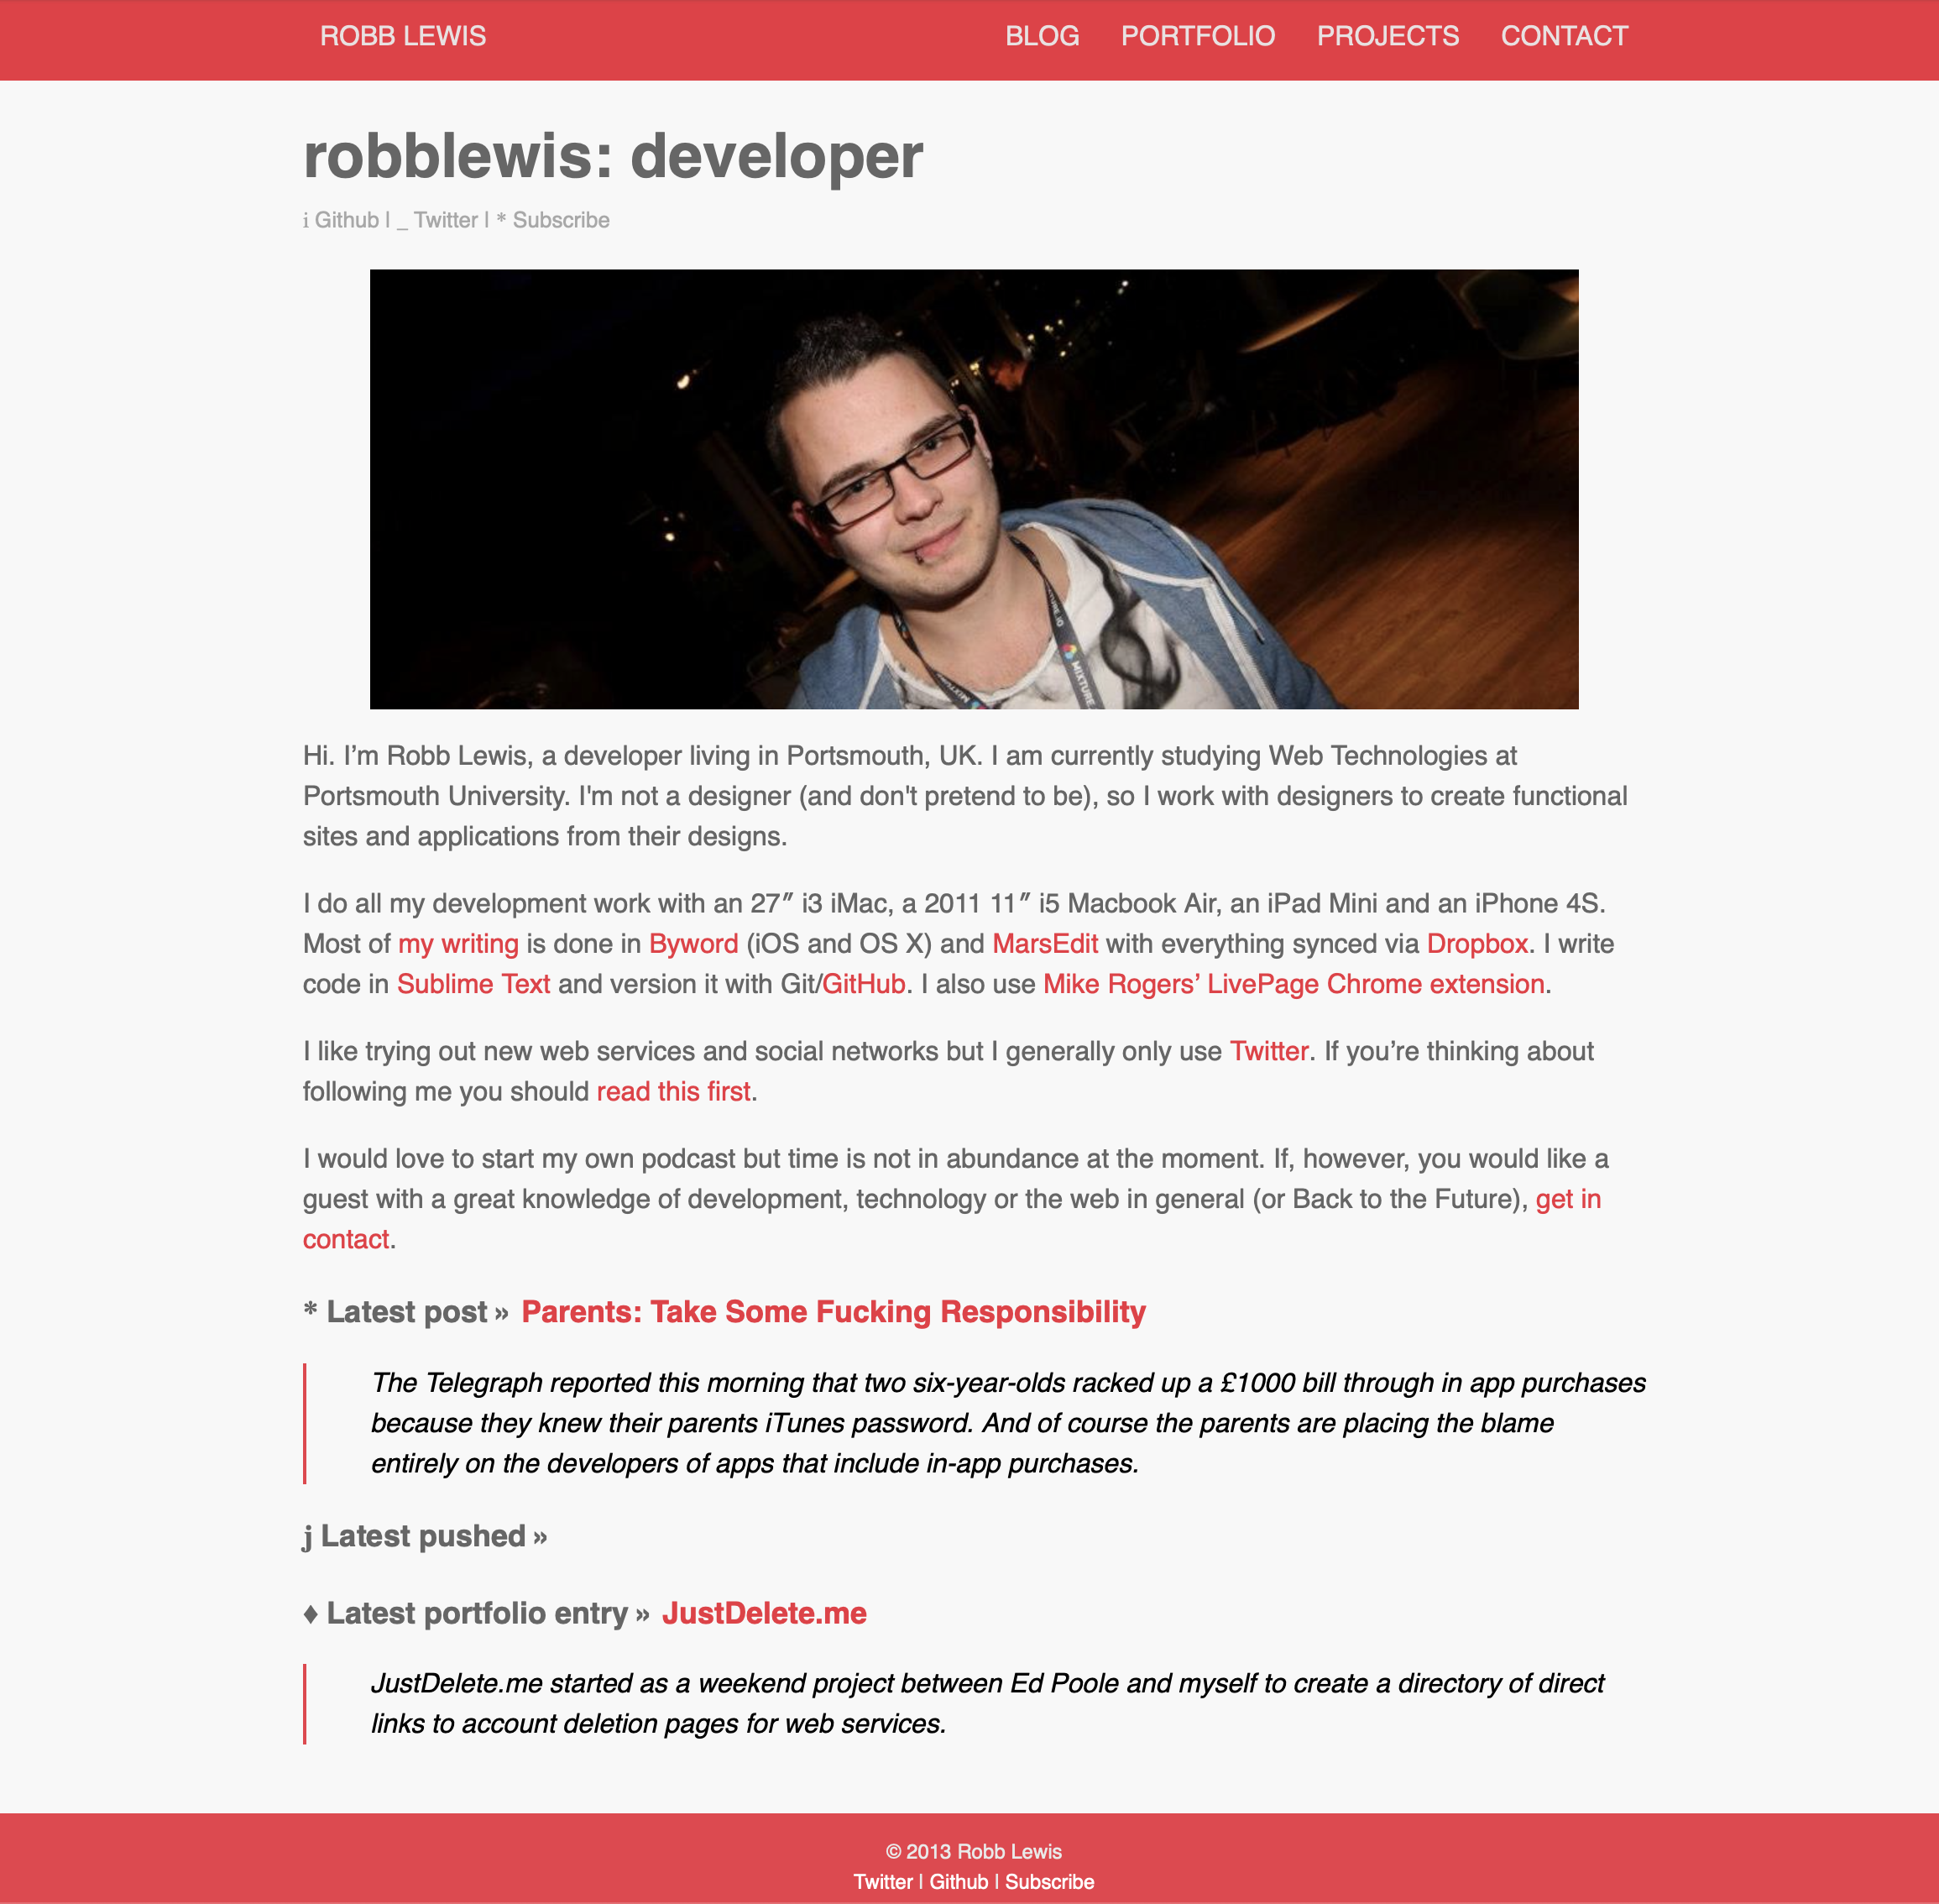 ROBB LEWIS
BLOG PORTFOLIO PROJECTS CONTACT
robblewis: developer
i Github | _ Twitter | * Subscribe
MIXTURE.IO
MIXTURE
MIXTURE
Hi. I’m Robb Lewis, a developer living in Portsmouth, UK. I am currently studying Web Technologies at
Portsmouth University. I'm not a designer (and don't pretend to be), so I work with designers to create functional
sites and applications from their designs.
I do all my development work with an 27″ i3 iMac, a 2011 11″ i5 Macbook Air, an iPad Mini and an iPhone 4S.
Most of my writing is done in Byword (iOS and OS X) and MarsEdit with everything synced via Dropbox. I write
code in Sublime Text and version it with Git/GitHub. I also use Mike Rogers’ LivePage Chrome extension.
I like trying out new web services and social networks but I generally only use Twitter. If you’re thinking about
following me you should read this first.
I would love to start my own podcast but time is not in abundance at the moment. If, however, you would like a
guest with a great knowledge of development, technology or the web in general (or Back to the Future), get in
contact.
* Latest post » Parents: Take Some Fucking Responsibility
The Telegraph reported this morning that two six-year-olds racked up a £1000 bill through in app purchases
because they knew their parents iTunes password. And of course the parents are placing the blame
entirely on the developers of apps that include in-app purchases.
j Latest pushed »
♦ Latest portfolio entry » JustDelete.me
JustDelete.me started as a weekend project between Ed Poole and myself to create a directory of direct
links to account deletion pages for web services.
© 2013 Robb Lewis
Twitter | Github | Subscribe